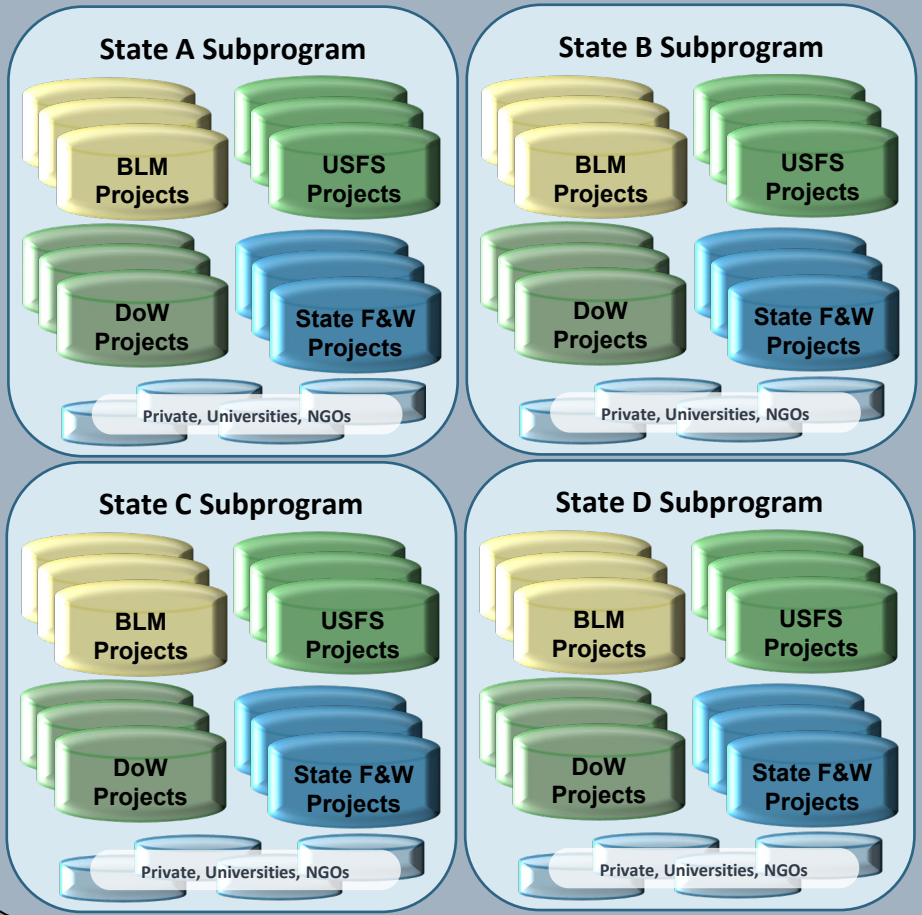 State A Subprogram
BLM
Projects
USFS
Projects
DoW
Projects
State F&W
Projects
Private, Universities, NGOs
State B Subprogram
BLM
Projects
USFS
Projects
DoW
Projects
State F&W
Projects
Private, Universities, NGOs
State C Subprogram
BLM
Projects
USFS
Projects
DoW
Projects
State F&W
Projects
Private, Universities, NGOs
State D Subprogram
BLM
Projects
USFS
Projects
DoW
Projects
State F&W
Projects
Private, Universities, NGOs